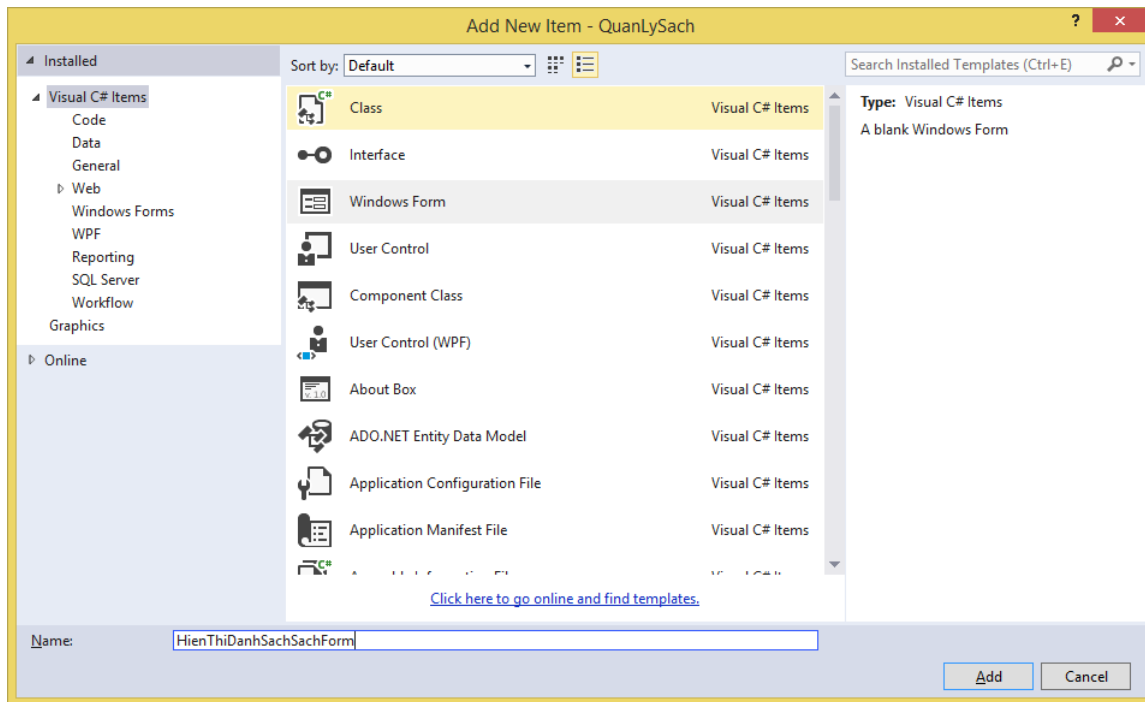 Add New Item - QuanLySach
? ×
Installed
Sort by: Default
Search Installed Templates (Ctrl+E)
Visual C# Items
Code
Data
General
Web
Windows Forms
WPF
Reporting
SQL Server
Workflow
Graphics
Online
C# Class Visual C# Items
Interface Visual C# Items
Windows Form Visual C# Items
User Control Visual C# Items
Component Class Visual C# Items
User Control (WPF) Visual C# Items
v. 1.0 About Box Visual C# Items
ADO.NET Entity Data Model Visual C# Items
Application Configuration File Visual C# Items
Application Manifest File Visual C# Items
C#
Click here to go online and find templates.
Type: Visual C# Items
A blank Windows Form
Name: HienThiDanhSachSachForm
Add Cancel